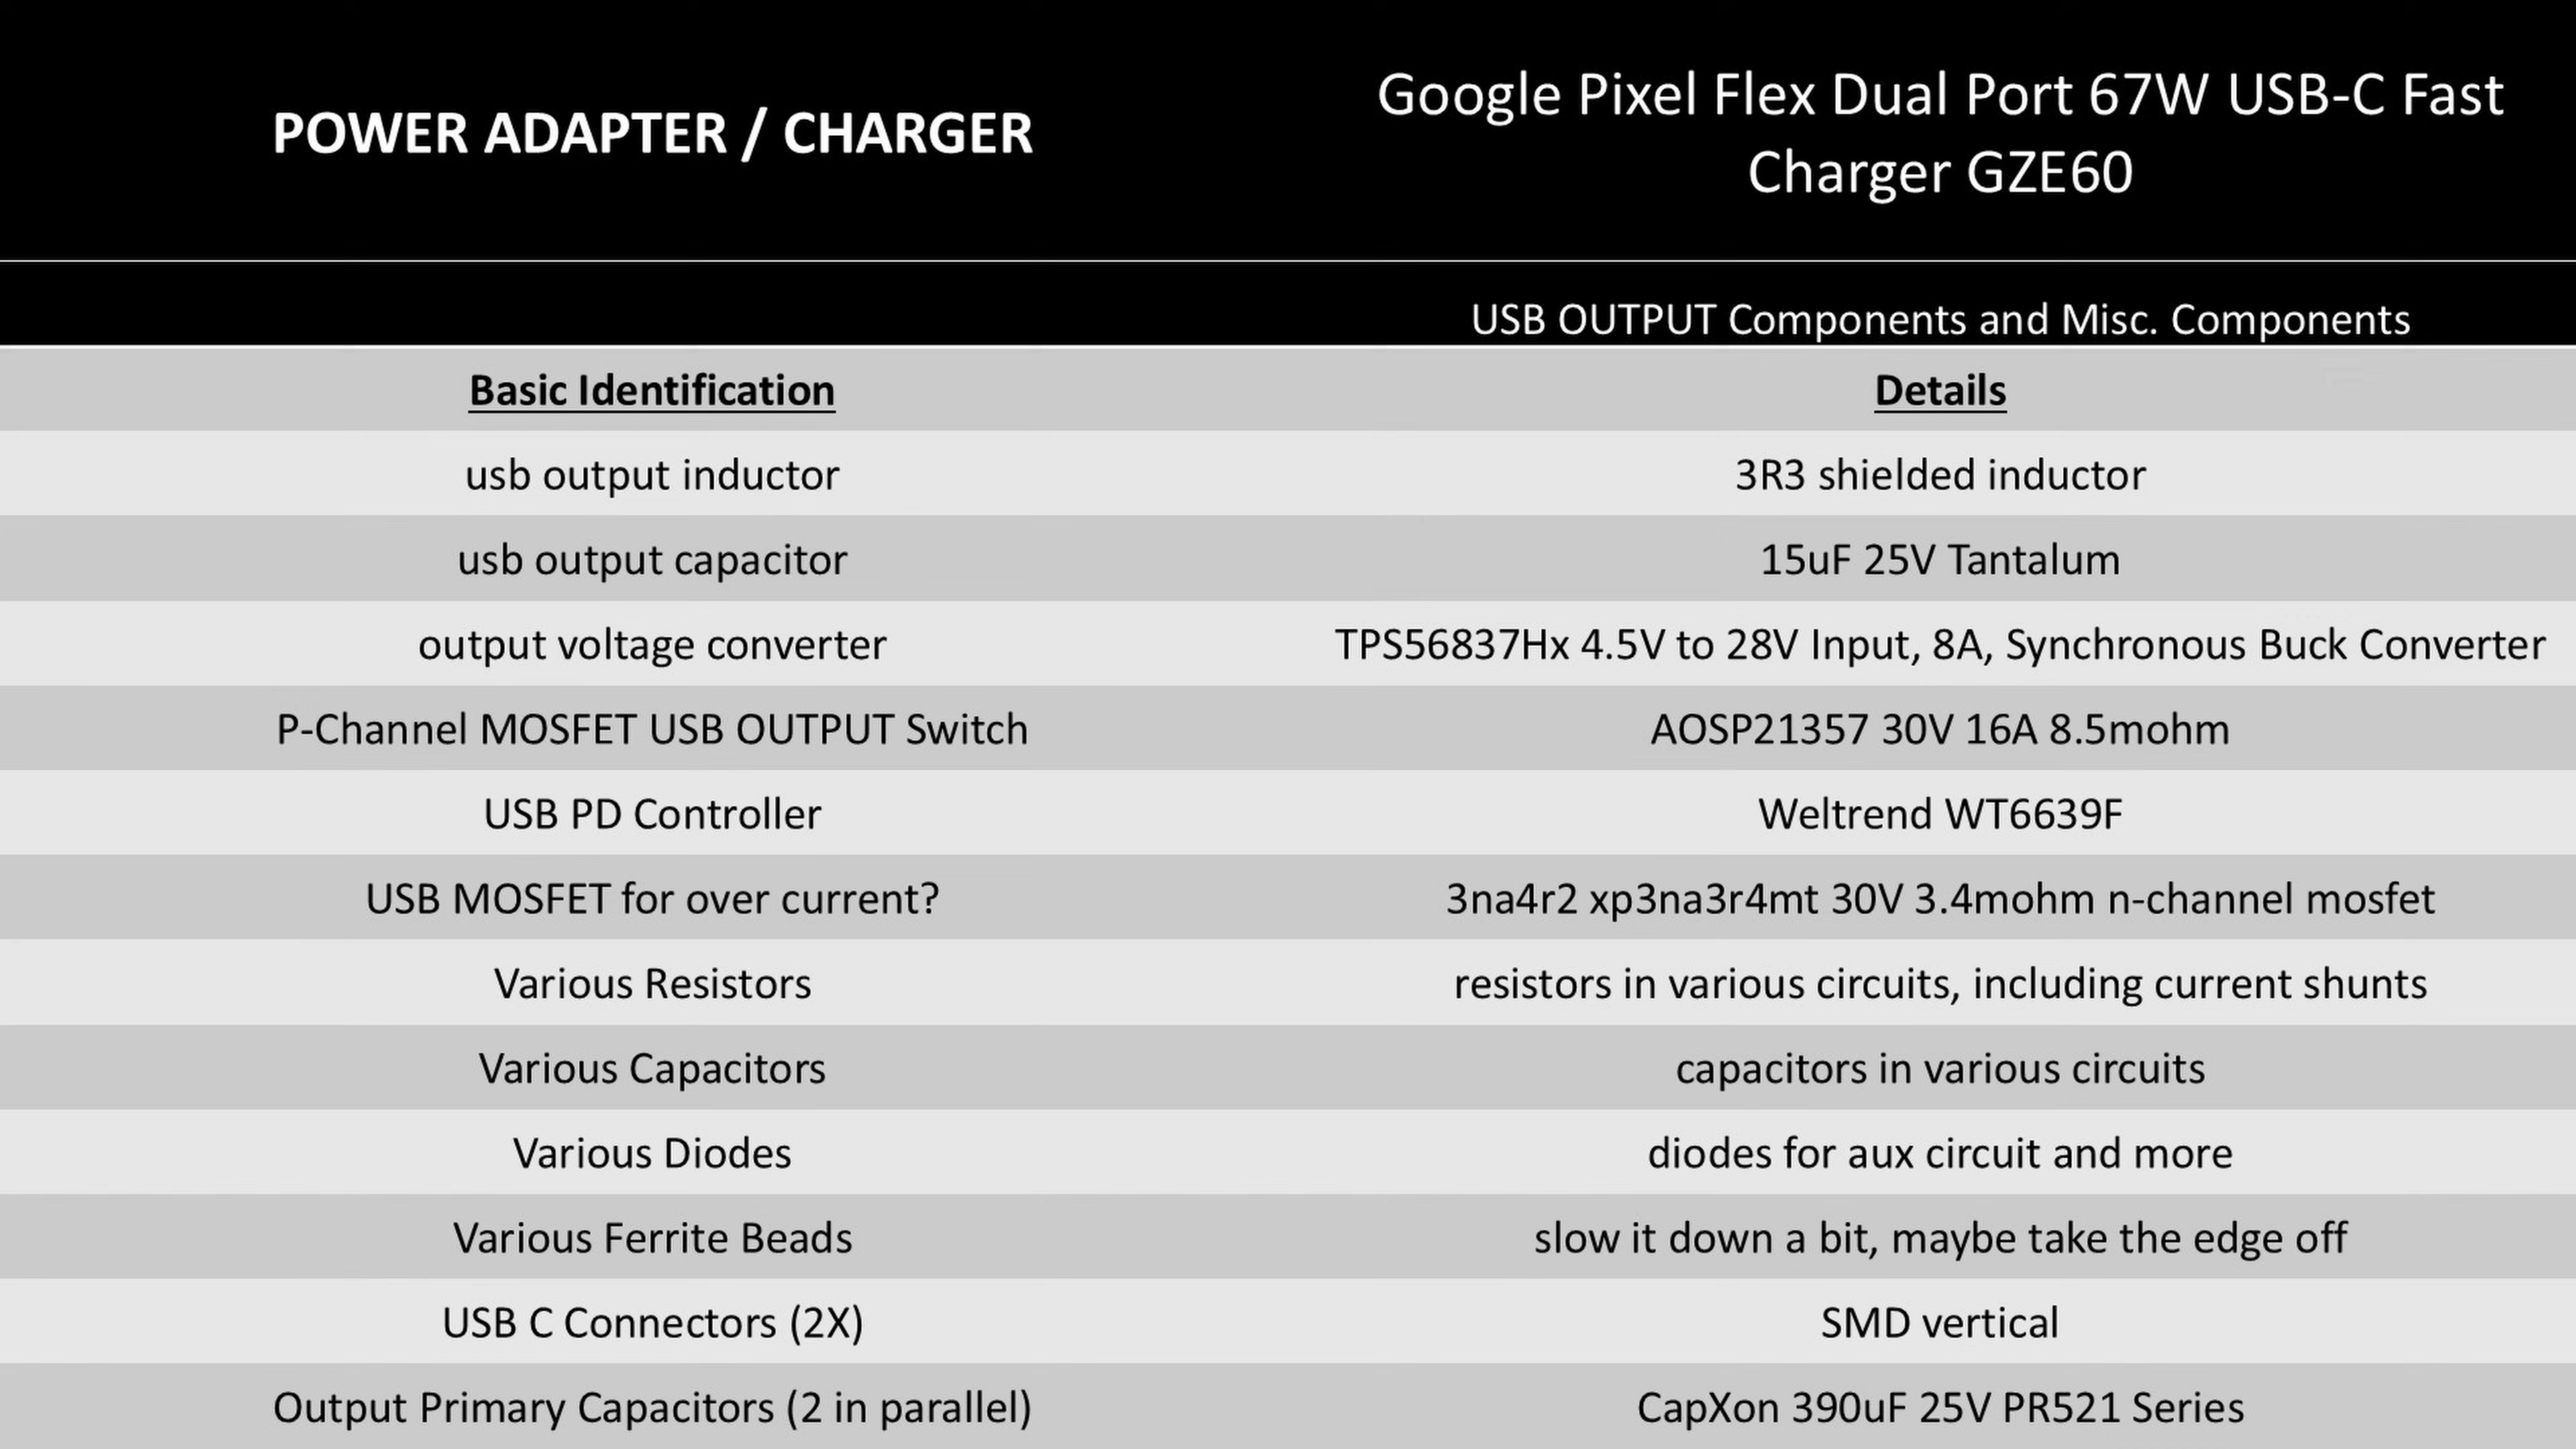 POWER ADAPTER / CHARGER
Google Pixel Flex Dual Port 67W USB-C Fast
Charger GZE60
USB OUTPUT Components and Misc. Components
Basic Identification
Details
usb output inductor
3R3 shielded inductor
usb output capacitor
15uF 25V Tantalum
output voltage converter
TPS56837Hx 4.5V to 28V Input, 8A, Synchronous Buck Converter
P-Channel MOSFET USB OUTPUT Switch
AOSP21357 30V 16A 8.5mohm
USB PD Controller
Weltrend WT6639F
USB MOSFET for over current?
3na4r2 xp3na3r4mt 30V 3.4mohm n-channel mosfet
Various Resistors
resistors in various circuits, including current shunts
Various Capacitors
capacitors in various circuits
Various Diodes
diodes for aux circuit and more
Various Ferrite Beads
slow it down a bit, maybe take the edge off
USB C Connectors (2X)
SMD vertical
Output Primary Capacitors (2 in parallel)
CapXon 390uF 25V PR521 Series